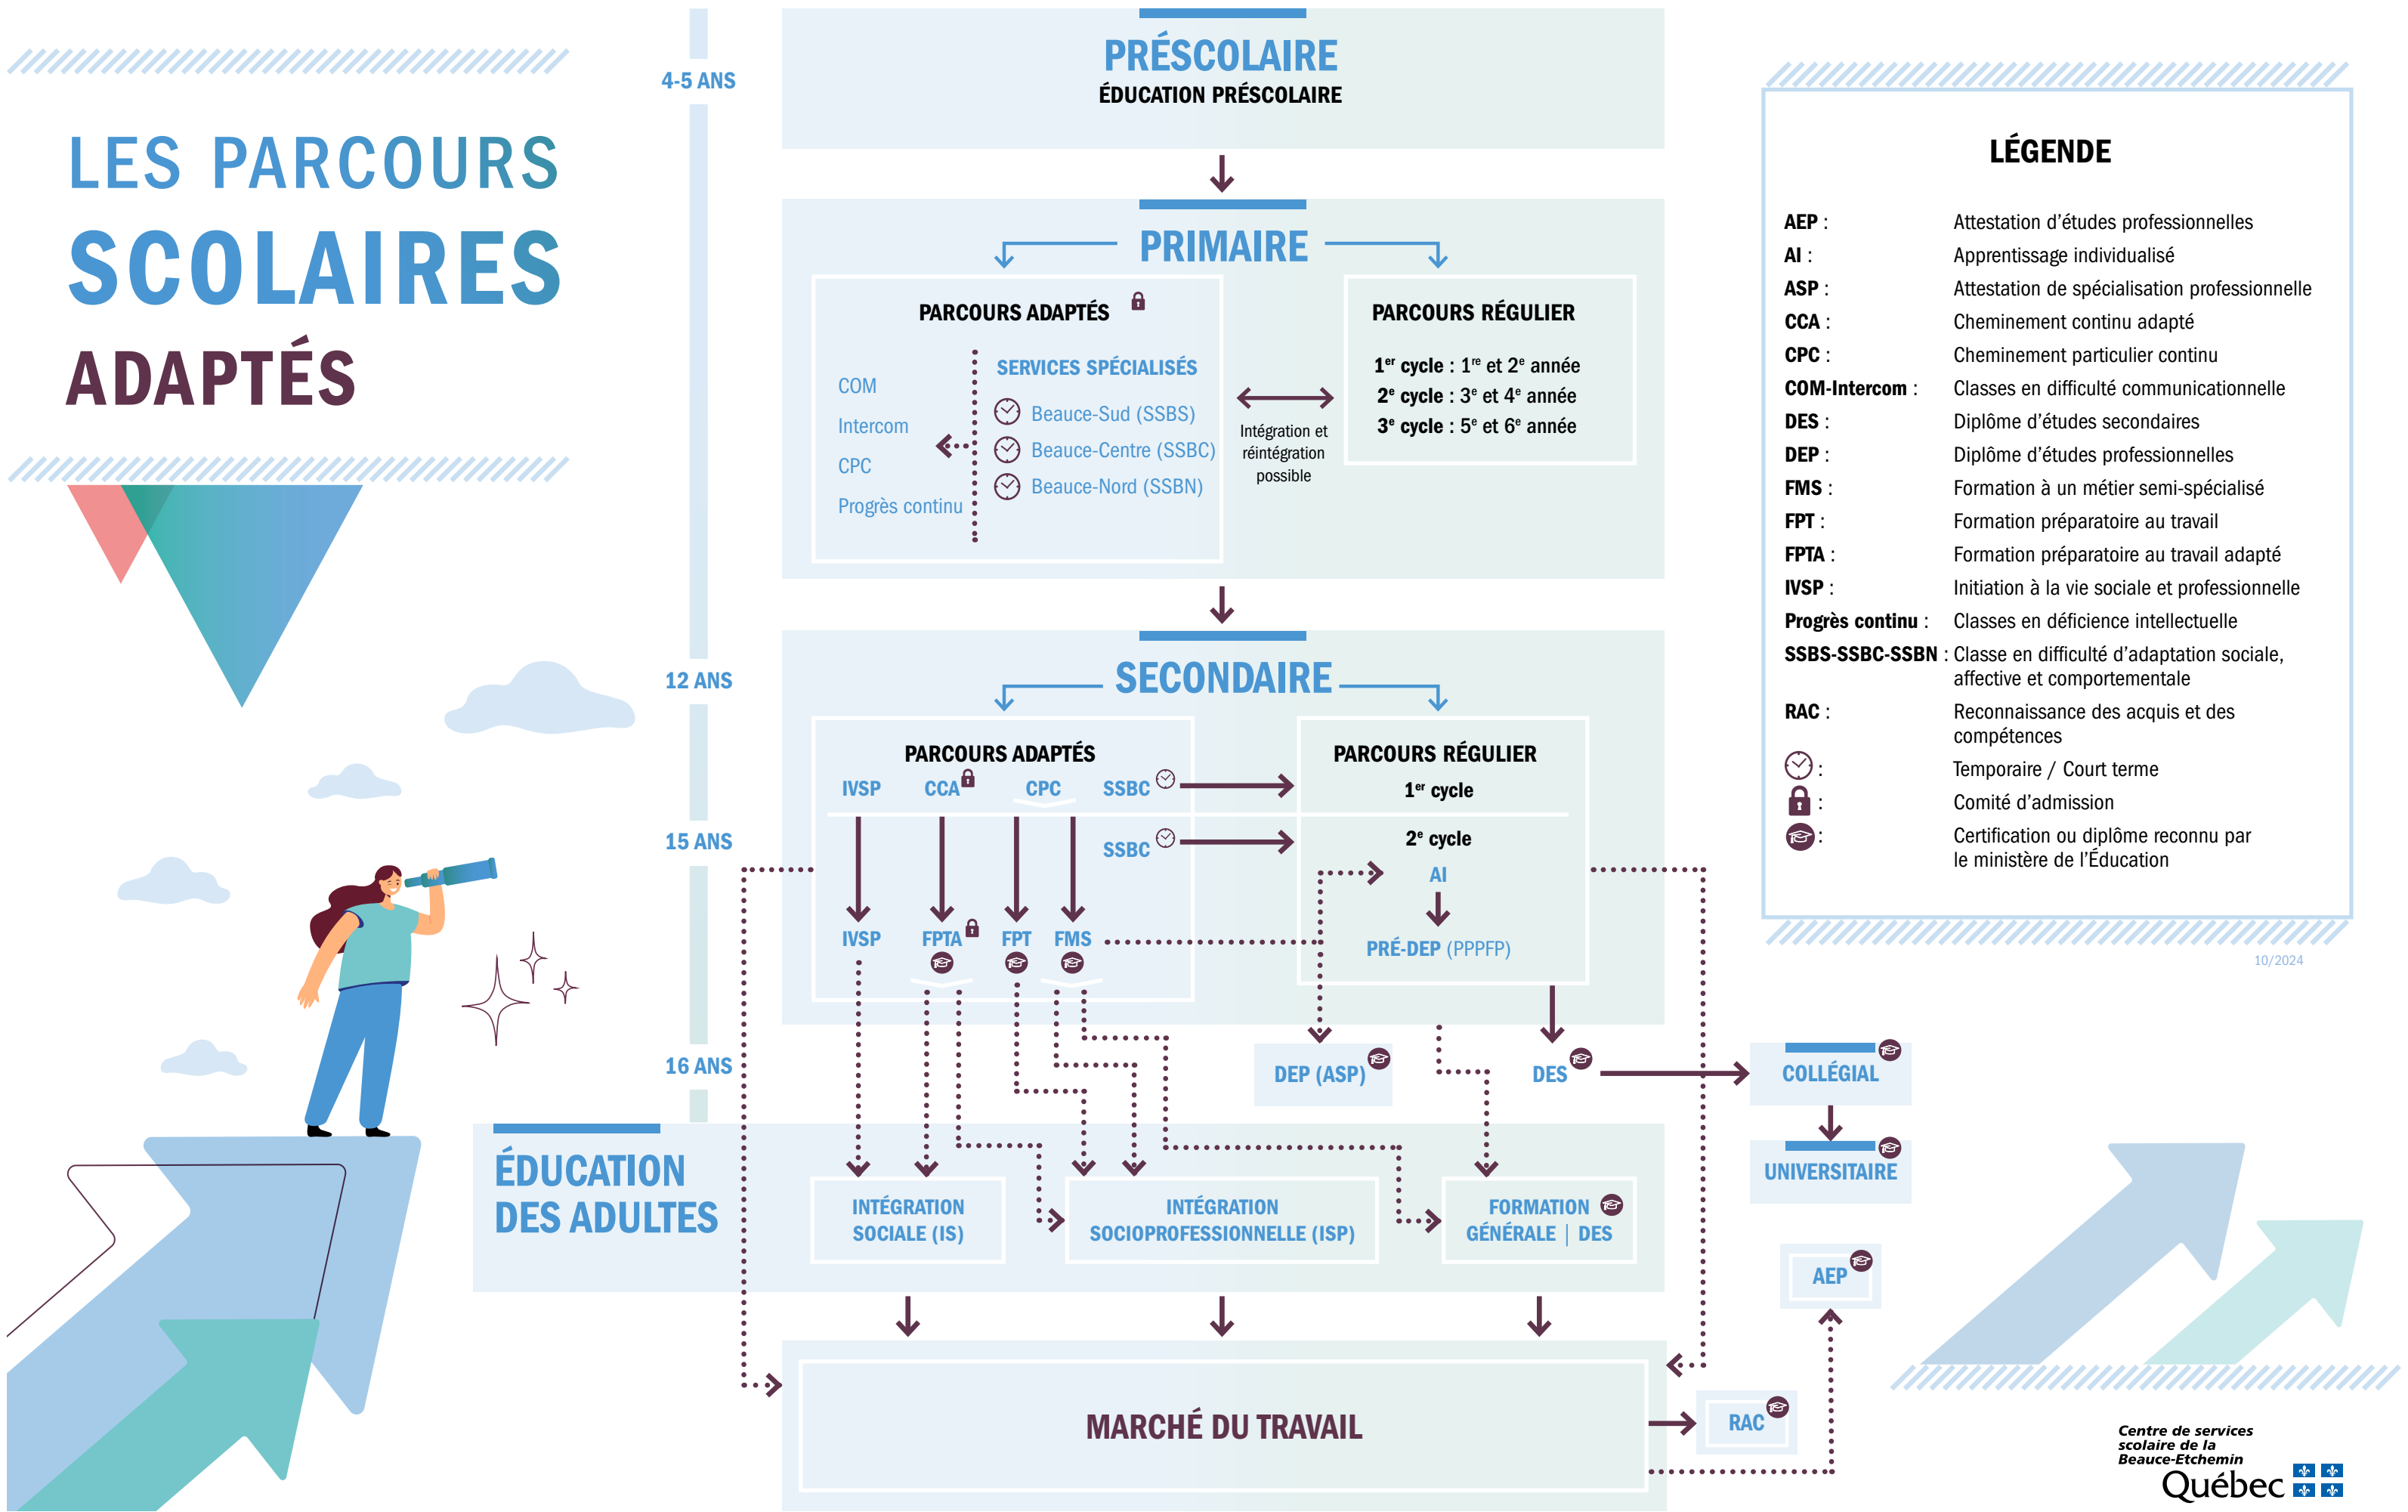 LES PARCOURS
SCOLAIRES
ADAPTÉS
4-5 ANS
12 ANS
15 ANS
16 ANS
PRÉSCOLAIRE
ÉDUCATION PRÉSCOLAIRE
PRIMAIRE
PARCOURS ADAPTÉS
COM
Intercom
CPC
Progrès continu
SERVICES SPÉCIALISÉS
Beauce-Sud (SSBS)
Beauce-Centre (SSBC)
Beauce-Nord (SSBN)
Intégration et
réintégration
possible
PARCOURS RÉGULIER
1er cycle : 1re et 2e année
2e cycle : 3e et 4e année
3e cycle : 5e et 6e année
SECONDAIRE
PARCOURS ADAPTÉS
IVSP CCA CPC SSBC
SSBC
IVSP FPTA FPT FMS
PARCOURS RÉGULIER
1er cycle
2e cycle
AI
PRÉ-DEP (PPPFP)
DEP (ASP)
DES
COLLÉGIAL
UNIVERSITAIRE
ÉDUCATION
DES ADULTES
INTÉGRATION
SOCIALE (IS)
INTÉGRATION
SOCIOPROFESSIONNELLE (ISP)
FORMATION
GÉNÉRALE | DES
AEP
MARCHÉ DU TRAVAIL
RAC
LÉGENDE
AEP : Attestation d’études professionnelles
AI : Apprentissage individualisé
ASP : Attestation de spécialisation professionnelle
CCA : Cheminement continu adapté
CPC : Cheminement particulier continu
COM-Intercom : Classes en difficulté communicationnelle
DES : Diplôme d’études secondaires
DEP : Diplôme d’études professionnelles
FMS : Formation à un métier semi-spécialisé
FPT : Formation préparatoire au travail
FPTA : Formation préparatoire au travail adapté
IVSP : Initiation à la vie sociale et professionnelle
Progrès continu : Classes en déficience intellectuelle
SSBS-SSBC-SSBN : Classe en difficulté d’adaptation sociale,
affective et comportementale
RAC : Reconnaissance des acquis et des
compétences
: Temporaire / Court terme
: Comité d’admission
: Certification ou diplôme reconnu par
le ministère de l’Éducation
10/2024
Centre de services
scolaire de la
Beauce-Etchemin
Québec